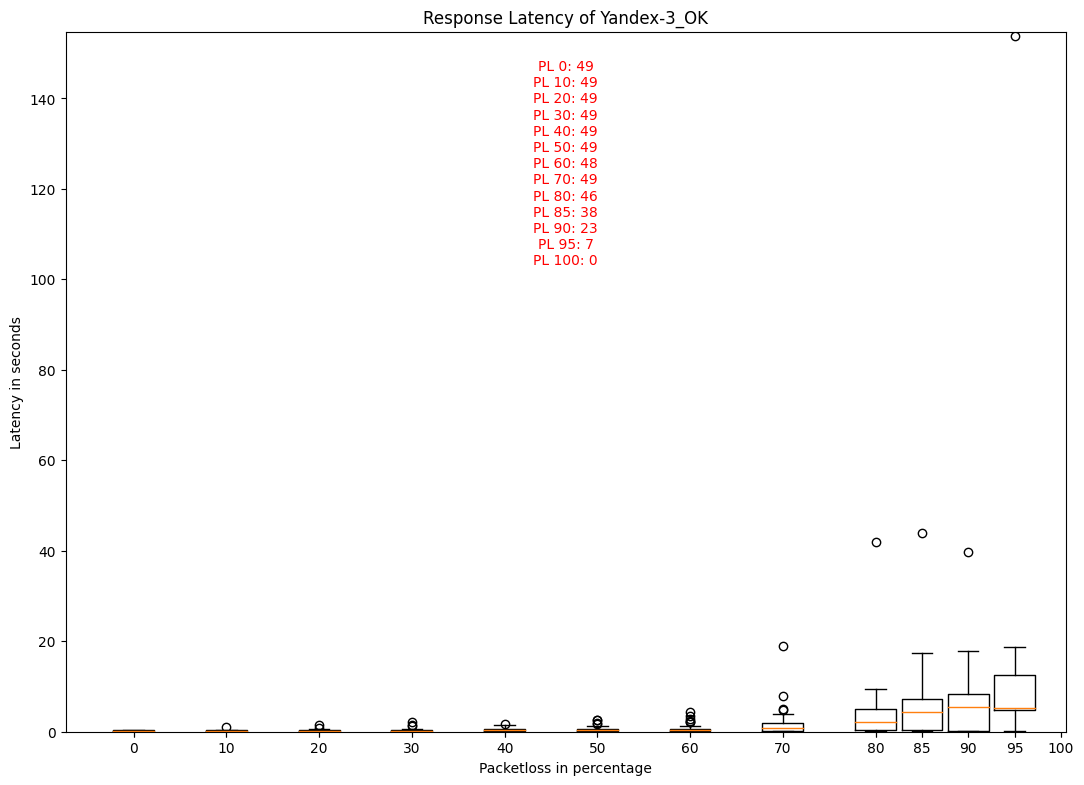 Response Latency of Yandex-3_OK
PL 0: 49
PL 10: 49
PL 20: 49
PL 30: 49
PL 40: 49
PL 50: 49
PL 60: 48
PL 70: 49
PL 80: 46
PL 85: 38
PL 90: 23
PL 95: 7
PL 100: 0
Latency in seconds
140
120
100
80
60
40
20
0
0 10 20 30 40 50 60 70 80 85 90 95 100
Packetloss in percentage